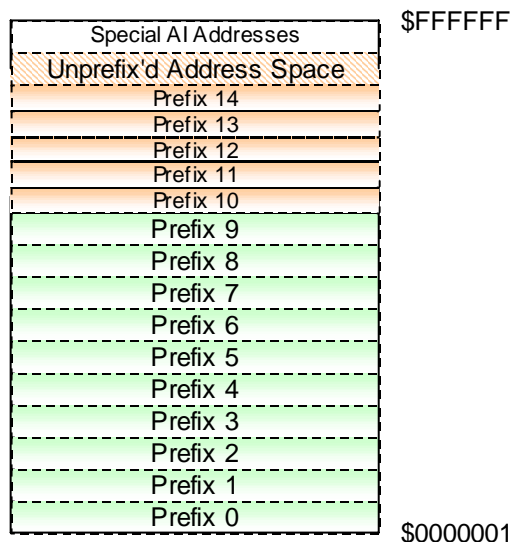 Special AI Addresses
$FFFFFF
Unprefix'd Address Space
Prefix 14
Prefix 13
Prefix 12
Prefix 11
Prefix 10
Prefix 9
Prefix 8
Prefix 7
Prefix 6
Prefix 5
Prefix 4
Prefix 3
Prefix 2
Prefix 1
Prefix 0
$0000001